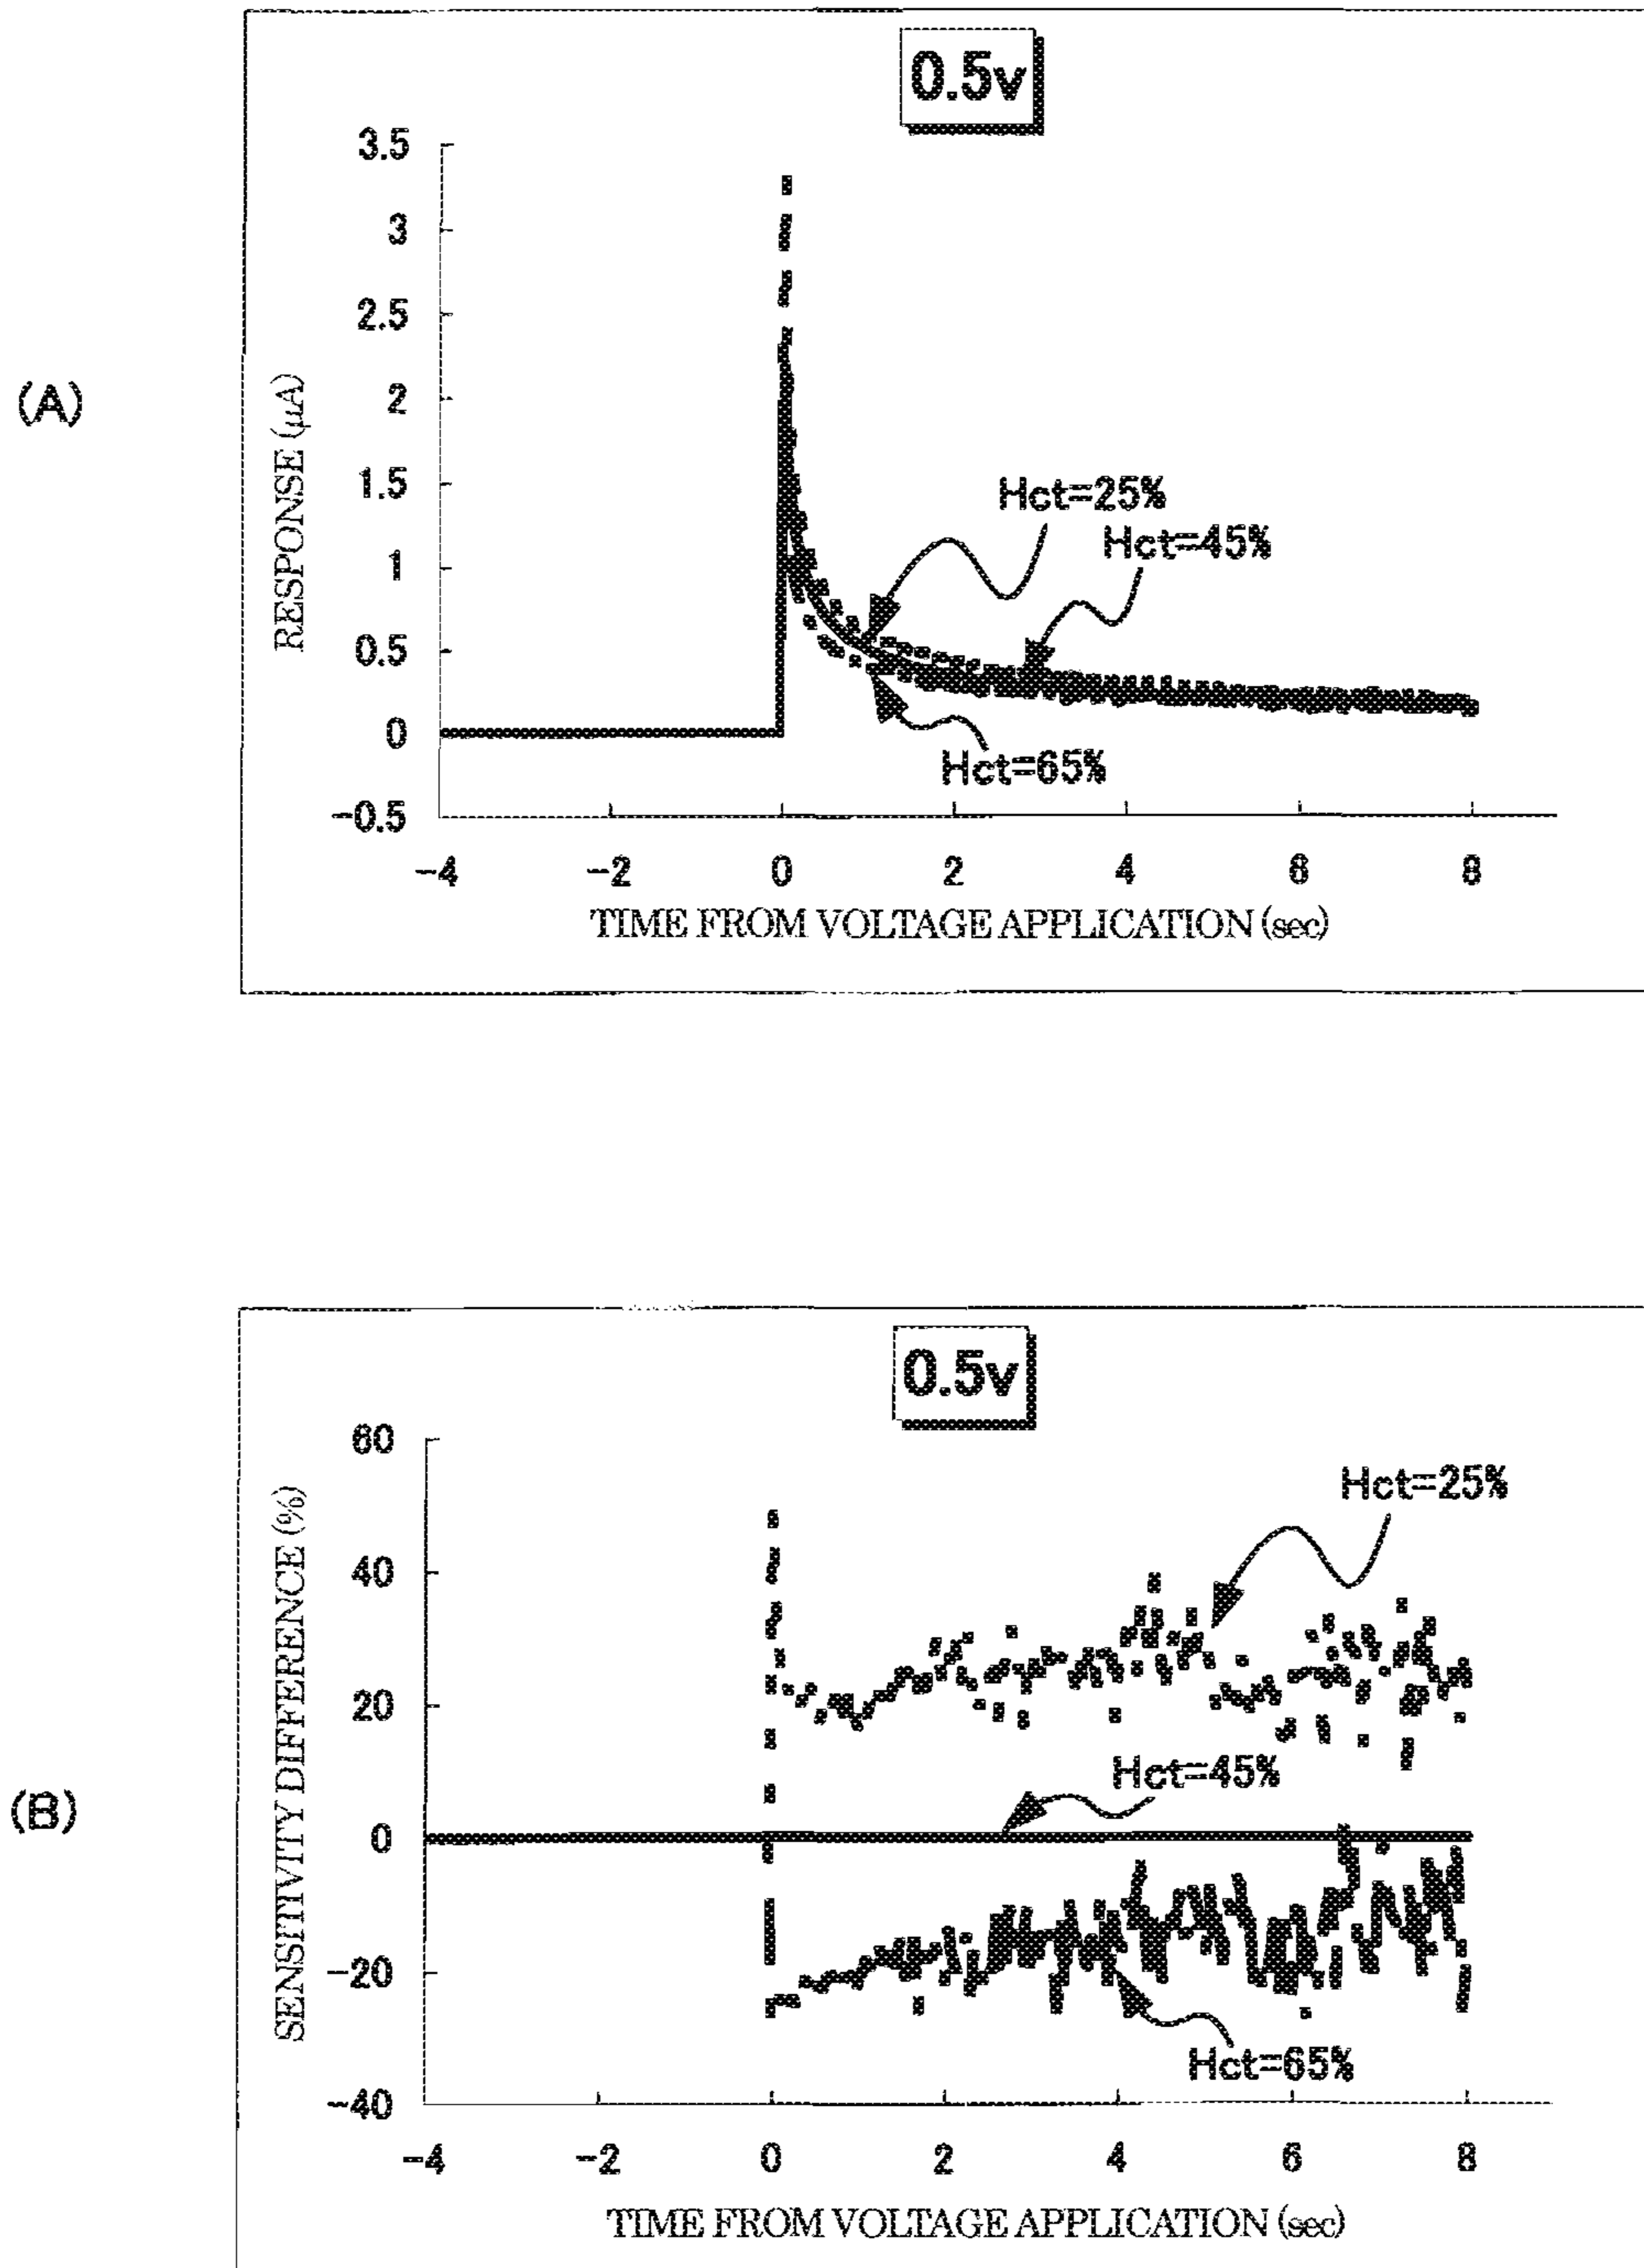 (A)
0.5v
3.5
3
2.5
2
1.5
1
0.5
0
-0.5
RESPONSE (μA)
Hct=25%
Hct=45%
Hct=65%
-4 -2 0 2 4 6 8
TIME FROM VOLTAGE APPLICATION (sec)
(B)
0.5v
60
40
20
0
-20
-40
SENSITIVITY DIFFERENCE (%)
Hct=25%
Hct=45%
Hct=65%
-4 -2 0 2 4 6 8
TIME FROM VOLTAGE APPLICATION (sec)